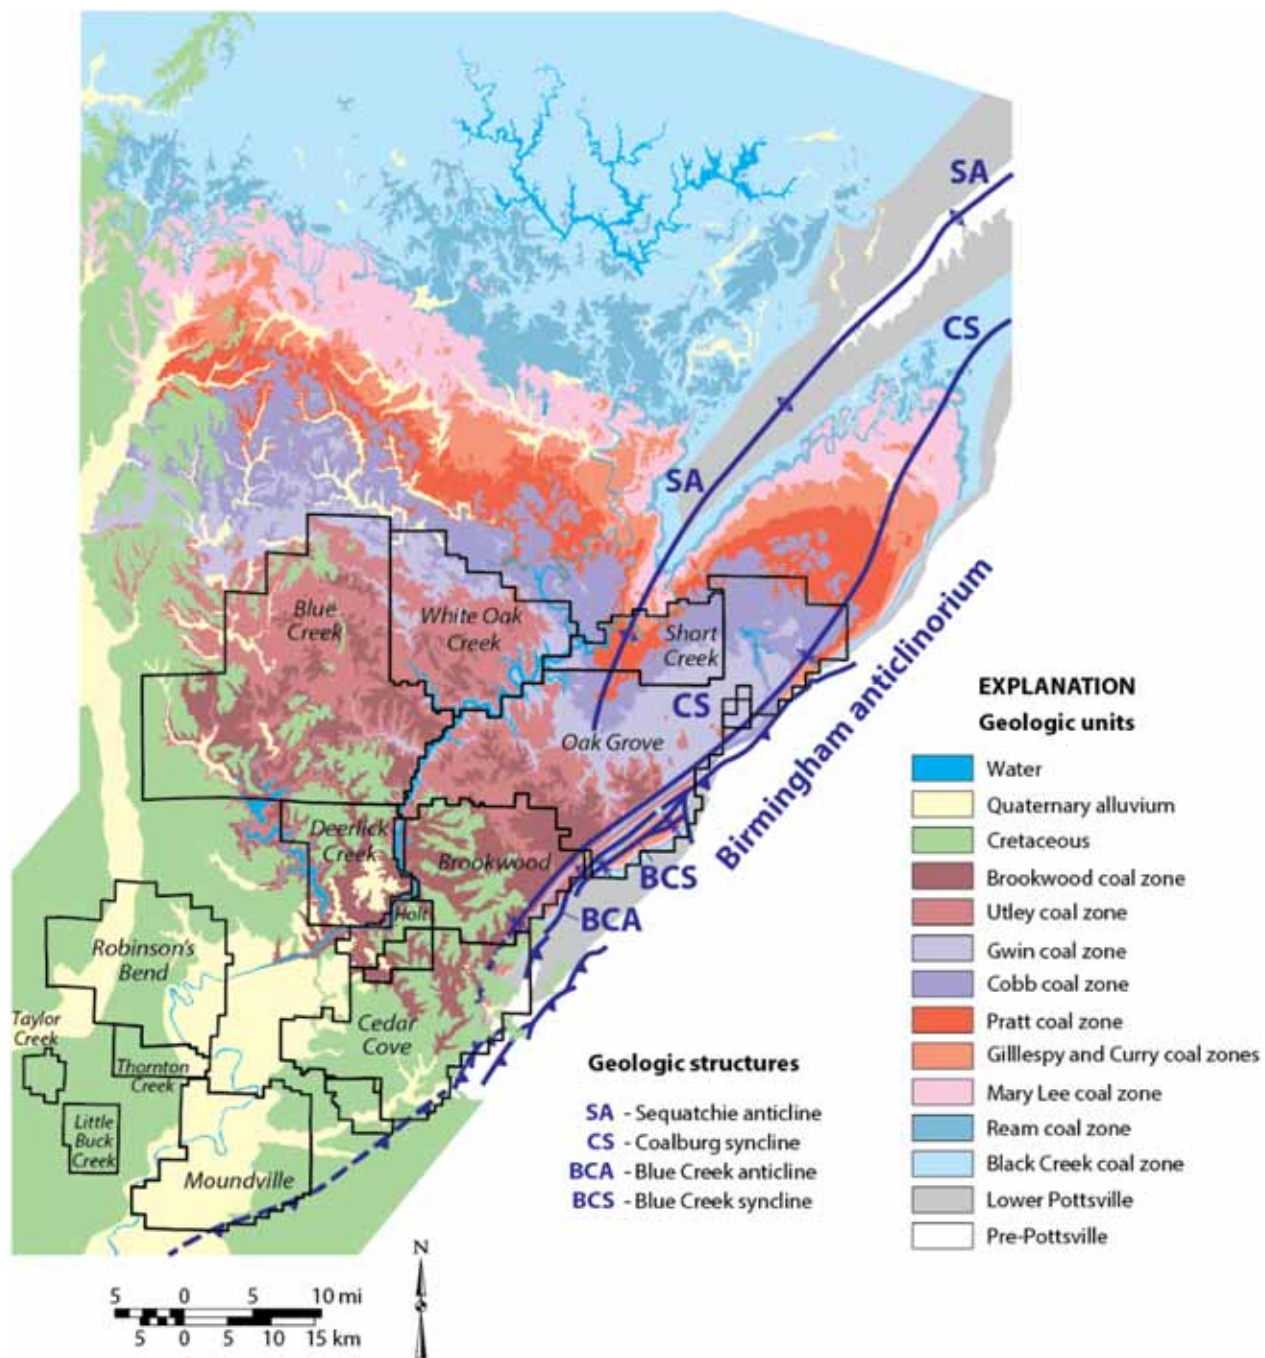 SA
CS
SA
Blue
Creek
White Oak
Creek
Short
Creek
CS
Oak Grove
Birmingham anticlinorium
Deerlick
Creek
Brookwood
BCS
Holt
BCA
Robinson's
Bend
Taylor
Creek
Cedar
Cove
Thornton
Creek
Little
Buck
Creek
Moundville
EXPLANATION
Geologic units
Water
Quaternary alluvium
Cretaceous
Brookwood coal zone
Utley coal zone
Gwin coal zone
Cobb coal zone
Pratt coal zone
Gilllespy and Curry coal zones
Mary Lee coal zone
Ream coal zone
Black Creek coal zone
Lower Pottsville
Pre-Pottsville
Geologic structures
SA - Sequatchie anticline
CS - Coalburg syncline
BCA - Blue Creek anticline
BCS - Blue Creek syncline
N
5 0 5 10 mi
5 0 5 10 15 km